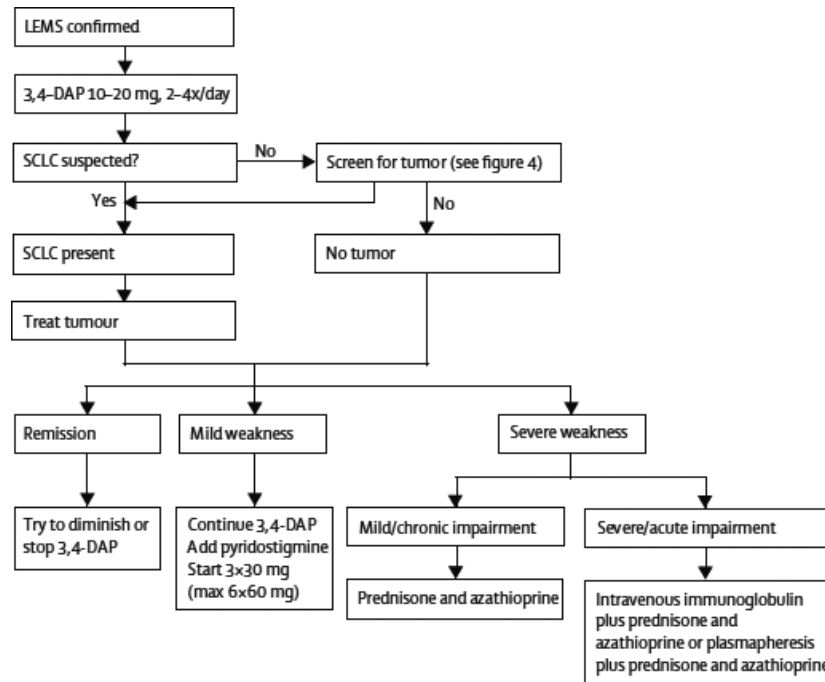 LEMS confirmed
3,4–DAP 10–20 mg, 2–4x/day
SCLC suspected?
No
Screen for tumor (see figure 4)
Yes
No
SCLC present
No tumor
Treat tumour
Remission
Mild weakness
Severe weakness
Try to diminish or
stop 3,4-DAP
Continue 3,4-DAP
Add pyridostigmine
Start 3×30 mg
(max 6×60 mg)
Mild/chronic impairment
Severe/acute impairment
Prednisone and azathioprine
Intravenous immunoglobulin
plus prednisone and
azathioprine or plasmapheresis
plus prednisone and azathioprine